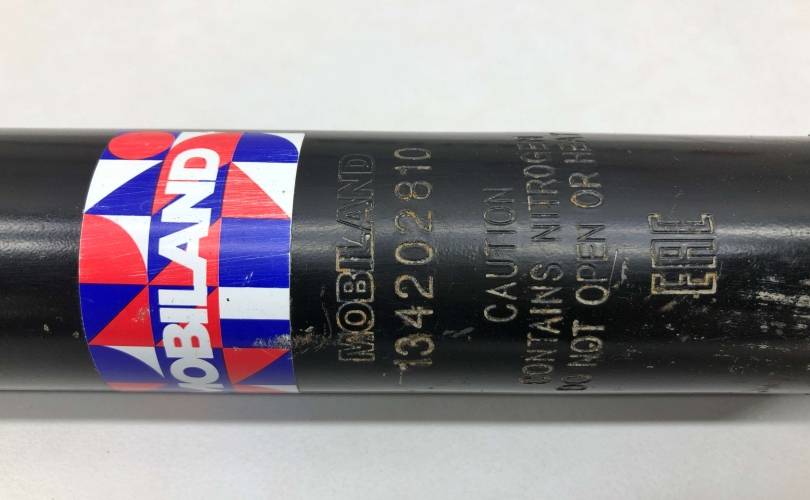 MOBILAND
MOBILAND
134202810
CAUTION
CONTAINS NITROGEN
DO NOT OPEN OR HEAT
EAC